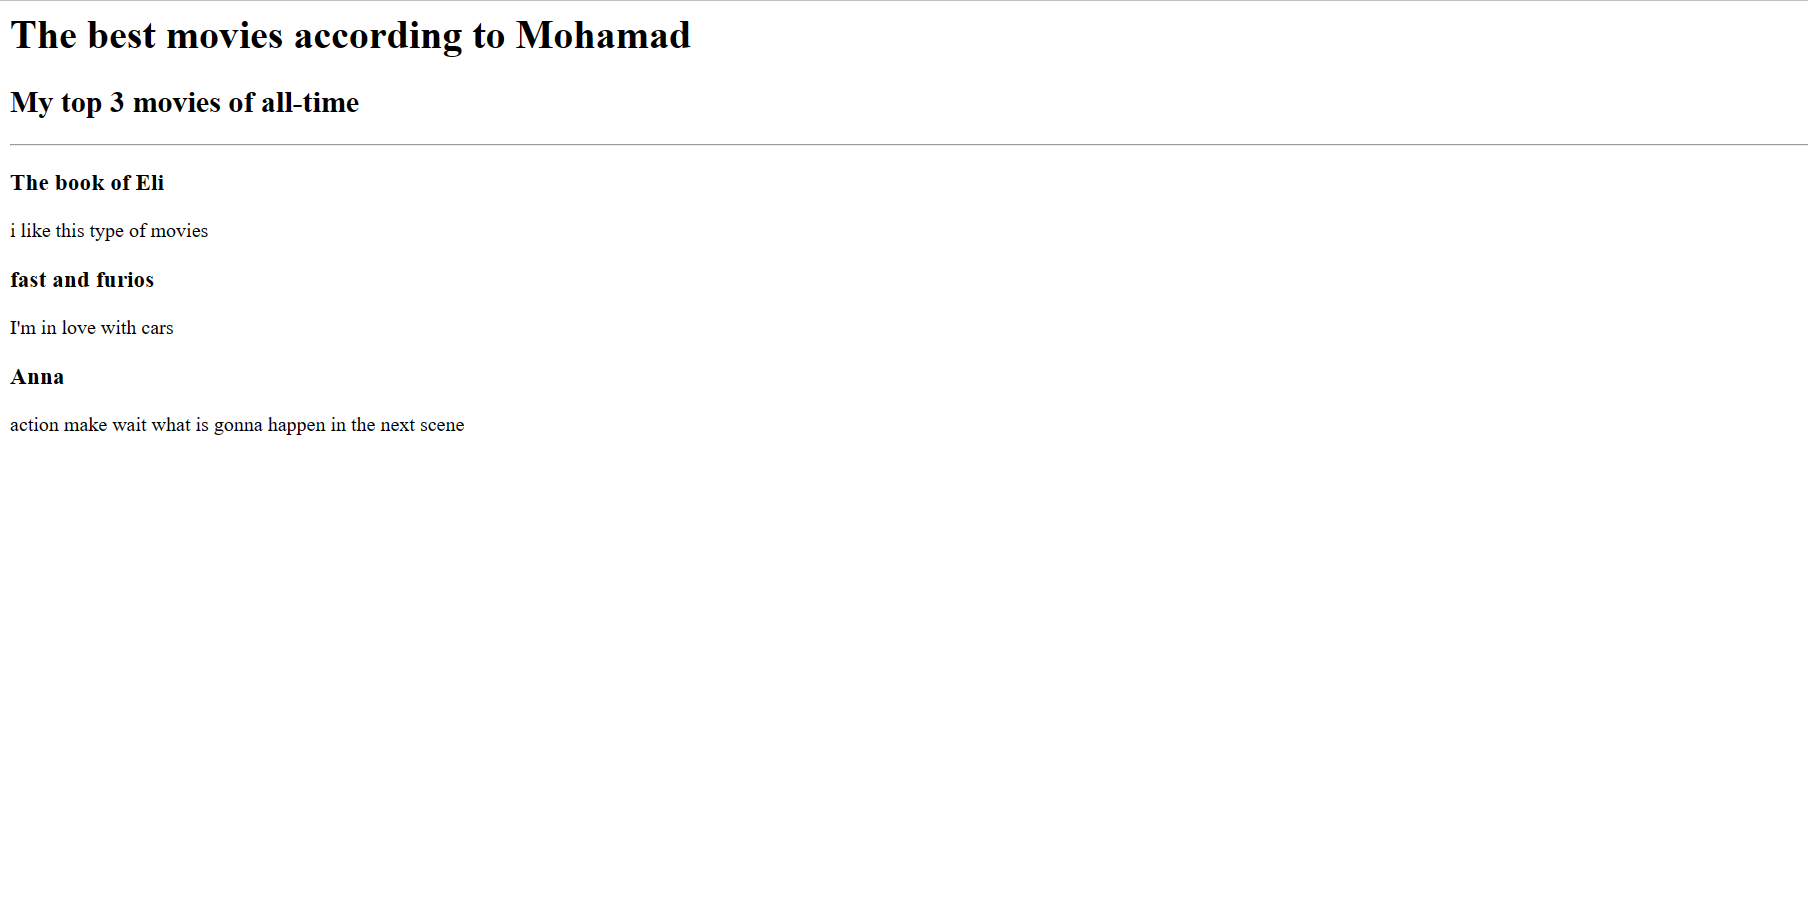 The best movies according to Mohamad
My top 3 movies of all-time
The book of Eli
i like this type of movies
fast and furios
I'm in love with cars
Anna
action make wait what is gonna happen in the next scene